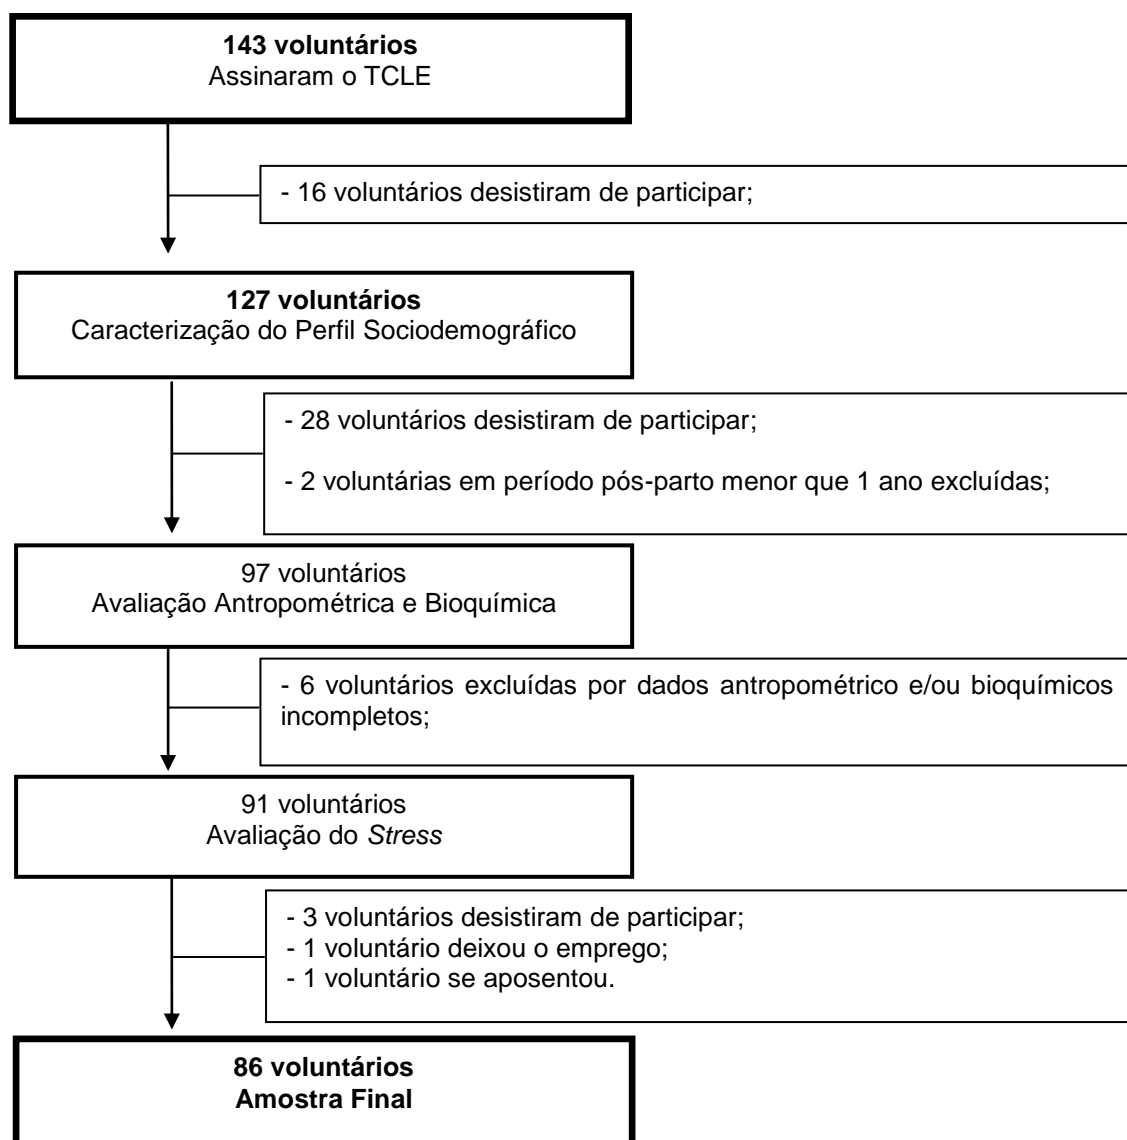 143 voluntários
Assinaram o TCLE
- 16 voluntários desistiram de participar;
127 voluntários
Caracterização do Perfil Sociodemográfico
- 28 voluntários desistiram de participar;
- 2 voluntárias em período pós-parto menor que 1 ano excluídas;
97 voluntários
Avaliação Antropométrica e Bioquímica
- 6 voluntários excluídas por dados antropométrico e/ou bioquímicos
incompletos;
91 voluntários
Avaliação do Stress
- 3 voluntários desistiram de participar;
- 1 voluntário deixou o emprego;
- 1 voluntário se aposentou.
86 voluntários
Amostra Final